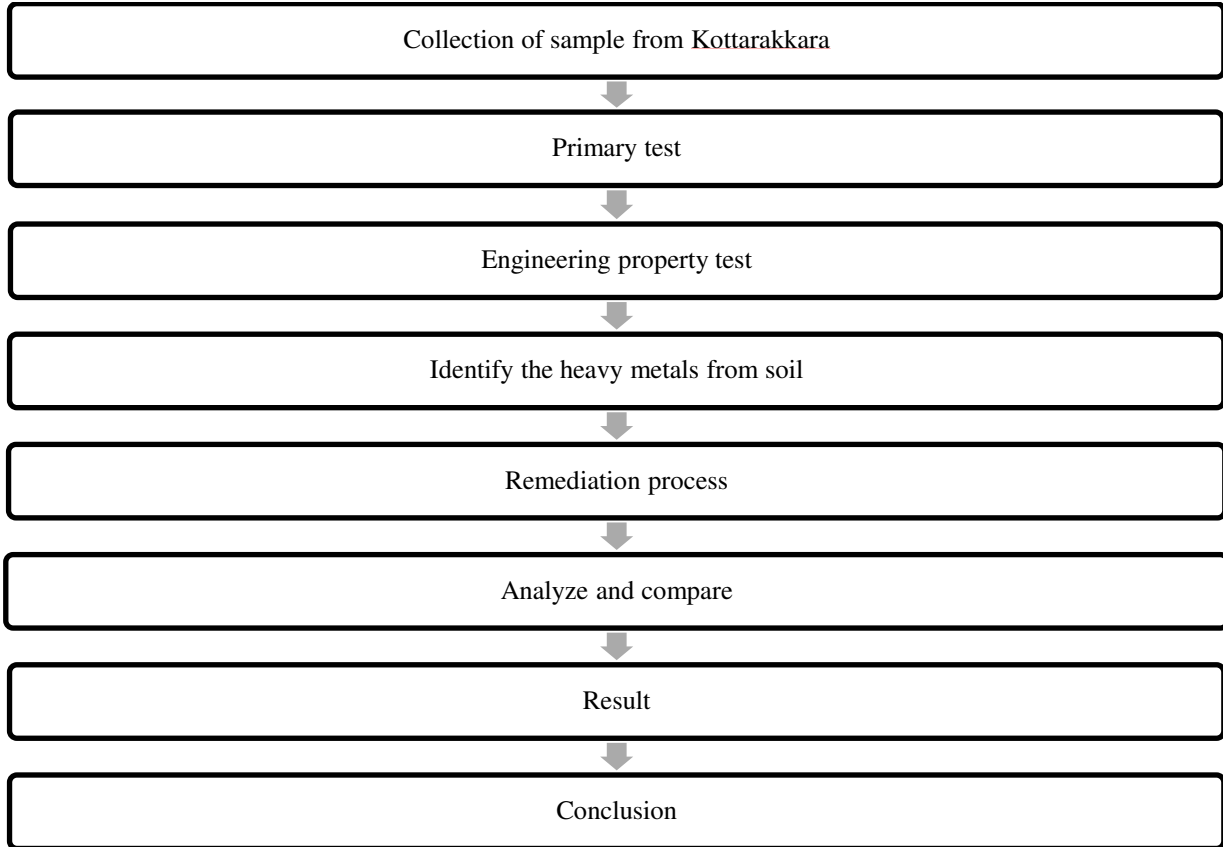 Collection of sample from Kottarakkara
Primary test
Engineering property test
Identify the heavy metals from soil
Remediation process
Analyze and compare
Result
Conclusion